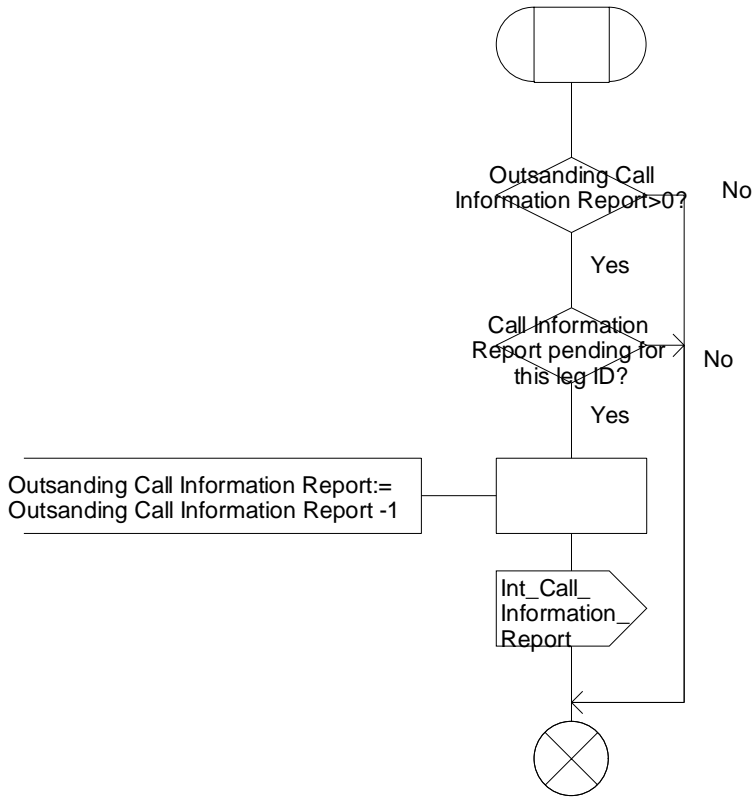 Outsanding Call
Information Report>0?
No
Yes
Call Information
Report pending for
this leg ID?
No
Yes
Outsanding Call Information Report:=
Outsanding Call Information Report -1
Int_Call_
Information_
Report